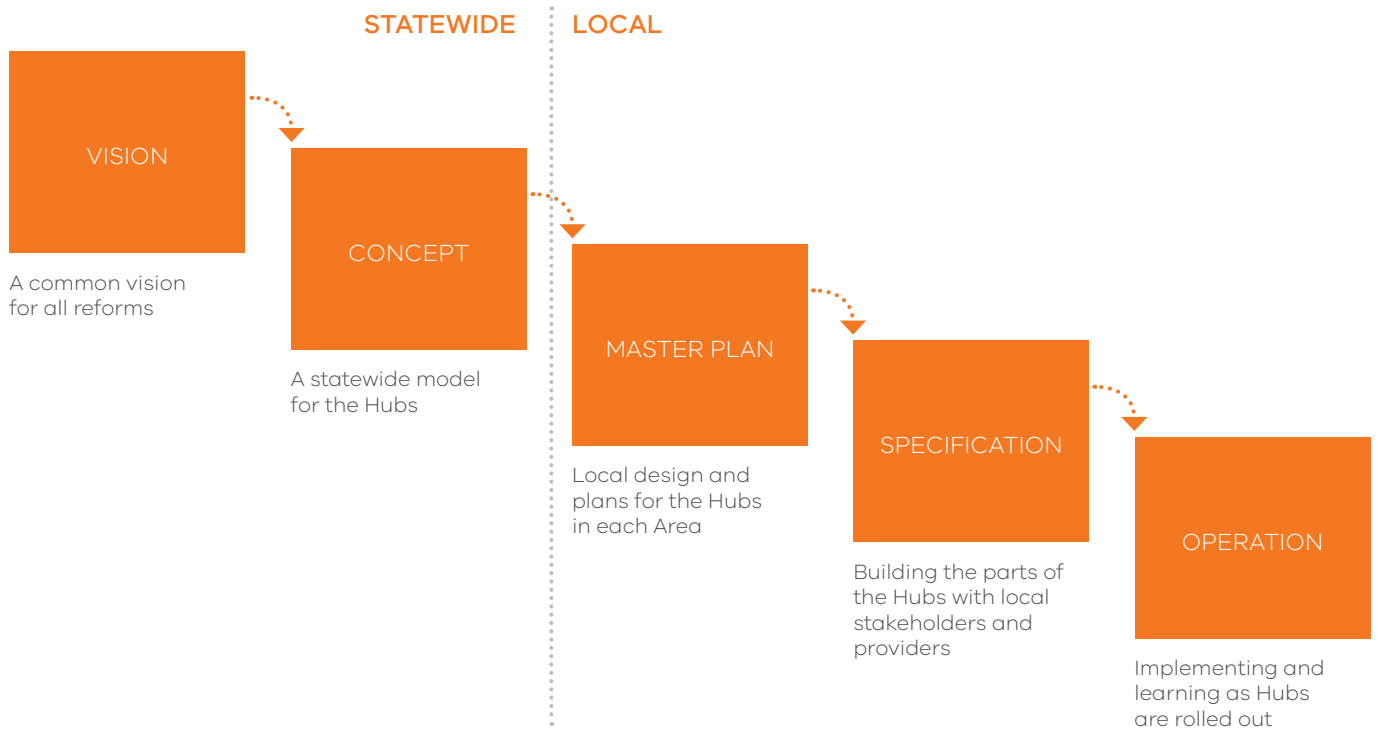 STATEWIDE
LOCAL
VISION
A common vision
for all reforms
CONCEPT
A statewide model
for the Hubs
MASTER PLAN
Local design and
plans for the Hubs
in each Area
SPECIFICATION
Building the parts of
the Hubs with local
stakeholders and
providers
OPERATION
Implementing and
learning as Hubs
are rolled out